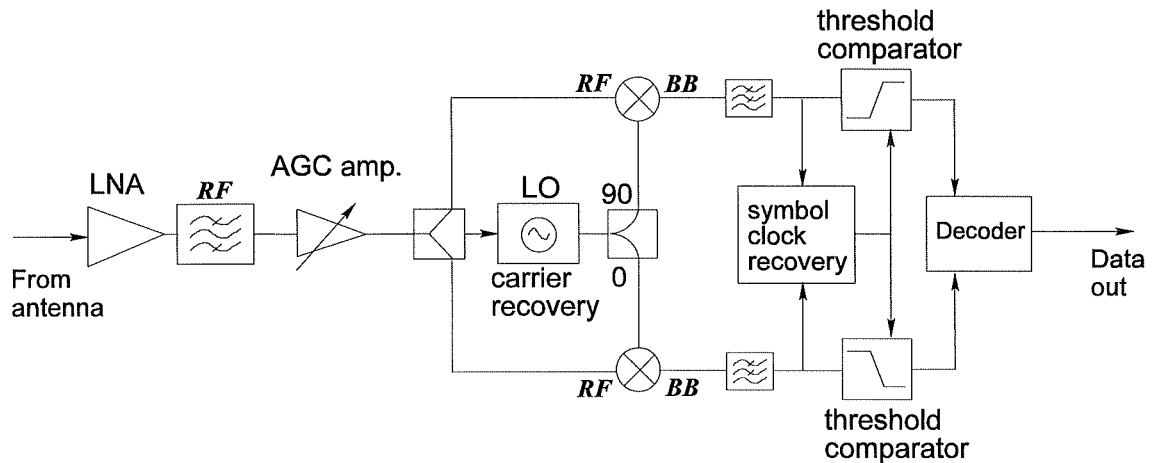 threshold
comparator
RF
BB
LNA
RF
AGC amp.
LO
90
0
carrier
recovery
symbol
clock
recovery
Decoder
From
antenna
Data
out
RF
BB
threshold
comparator